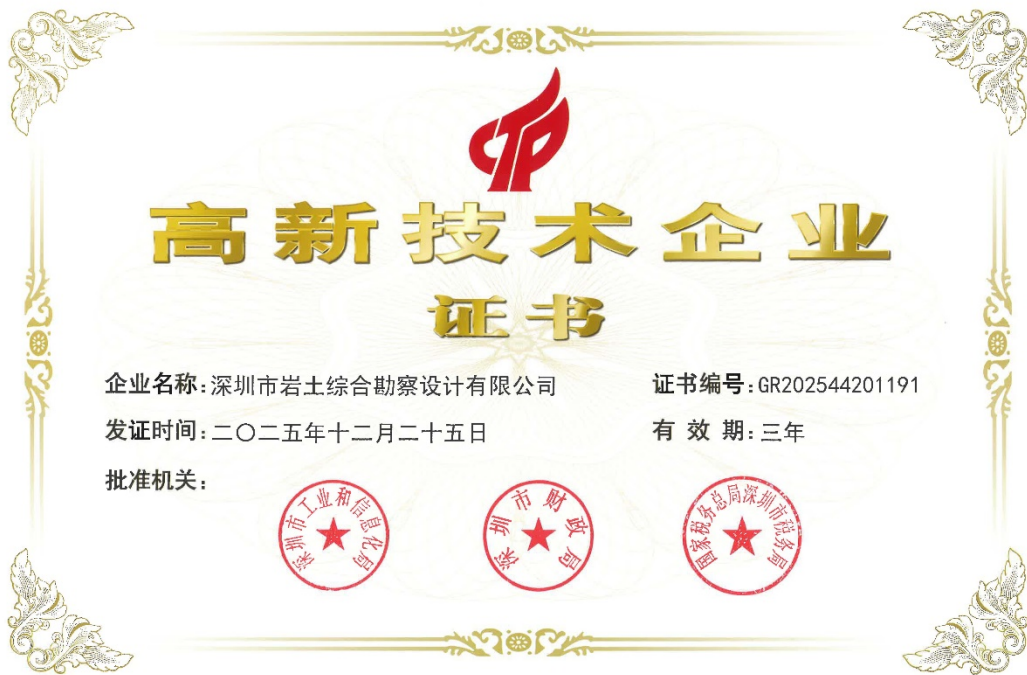 高新技术企业
证书
企业名称:深圳市岩土综合勘察设计有限公司 证书编号:GR202544201191
发证时间:二〇二五年十二月二十五日 有 效 期:三年
批准机关:
深圳市工业和信息化局 深圳市财政局 国家税务总局深圳市税务局